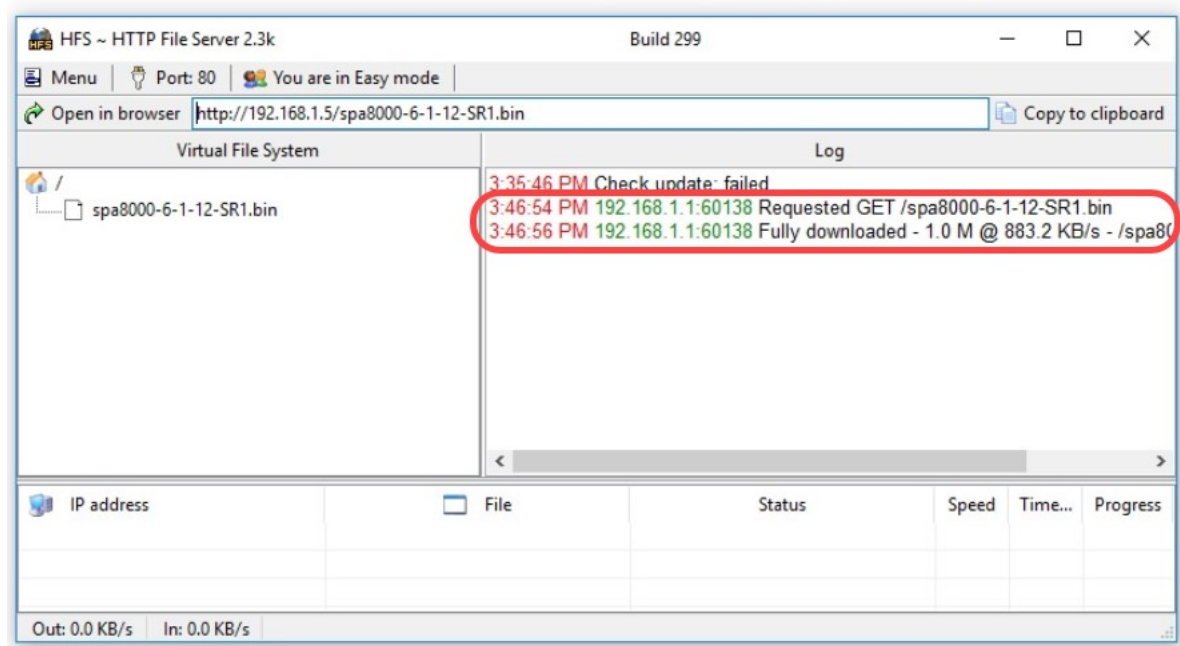 HFS ~ HTTP File Server 2.3k Build 299
Menu Port: 80 You are in Easy mode
Open in browser http://192.168.1.5/spa8000-6-1-12-SR1.bin Copy to clipboard
Virtual File System Log
/
spa8000-6-1-12-SR1.bin
3:35:46 PM Check update: failed
3:46:54 PM 192.168.1.1:60138 Requested GET /spa8000-6-1-12-SR1.bin
3:46:56 PM 192.168.1.1:60138 Fully downloaded - 1.0 M @ 883.2 KB/s - /spa80
IP address File Status Speed Time... Progress
Out: 0.0 KB/s In: 0.0 KB/s